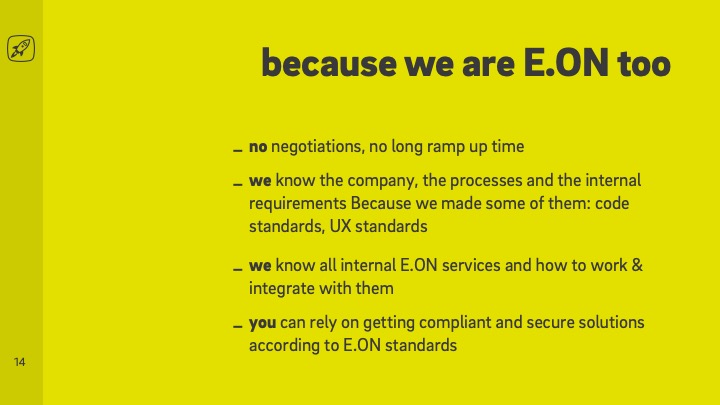 because we are E.ON too
_ no negotiations, no long ramp up time
_ we know the company, the processes and the internal
requirements Because we made some of them: code
standards, UX standards
_ we know all internal E.ON services and how to work &
integrate with them
_ you can rely on getting compliant and secure solutions
according to E.ON standards
14